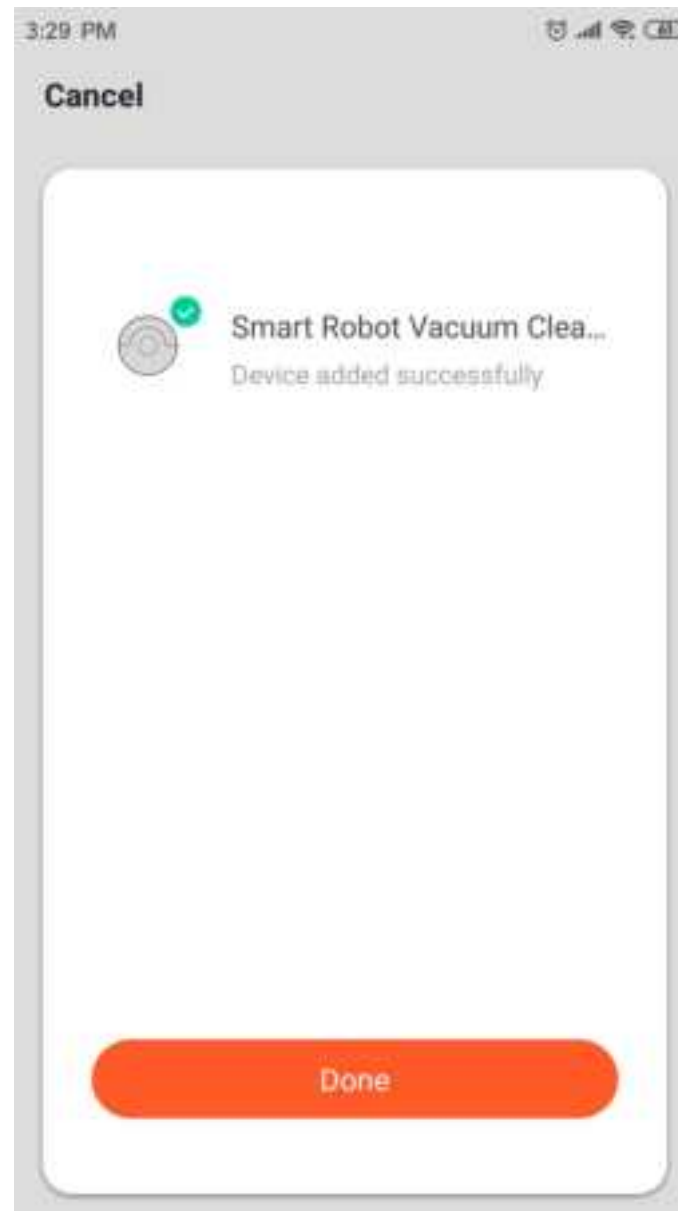 3:29 PM
Cancel
Smart Robot Vacuum Clea...
Device added successfully
Done